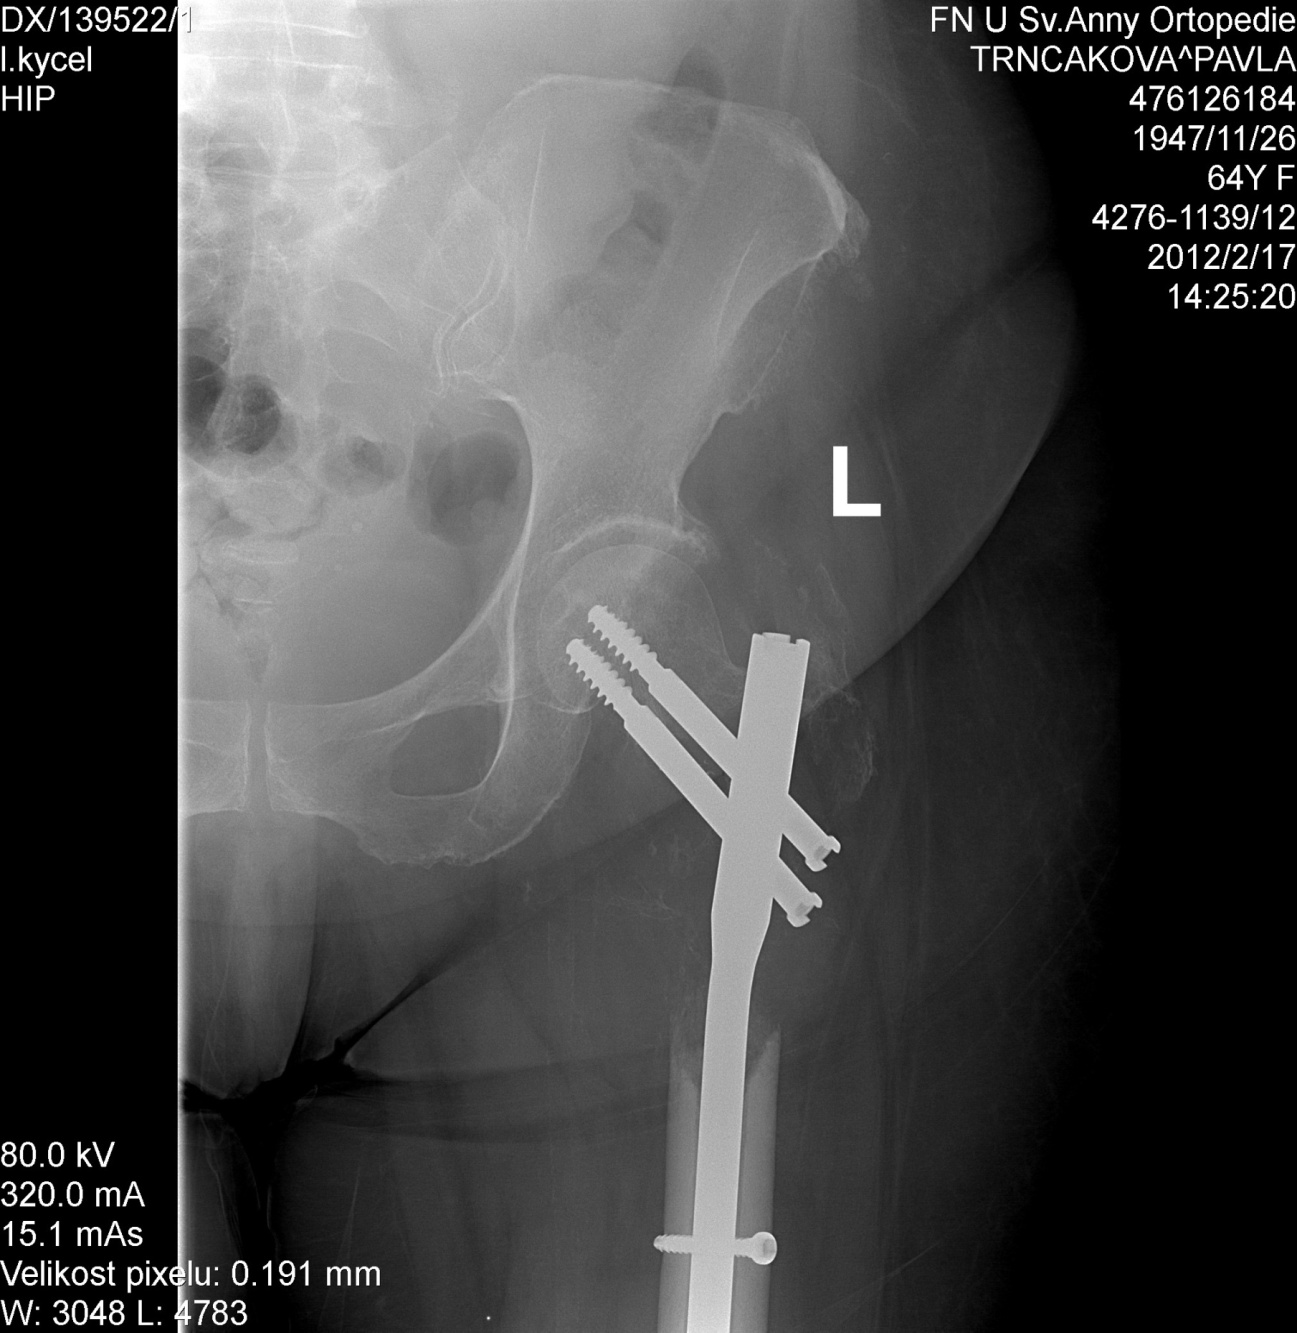 DX/139522/1
l.kycel
HIP
FN U Sv.Anny Ortopedie
TRNCAKOVA^PAVLA
476126184
1947/11/26
64Y F
4276-1139/12
2012/2/17
14:25:20
L
80.0 kV
320.0 mA
15.1 mAs
Velikost pixelu: 0.191 mm
W: 3048 L: 4783